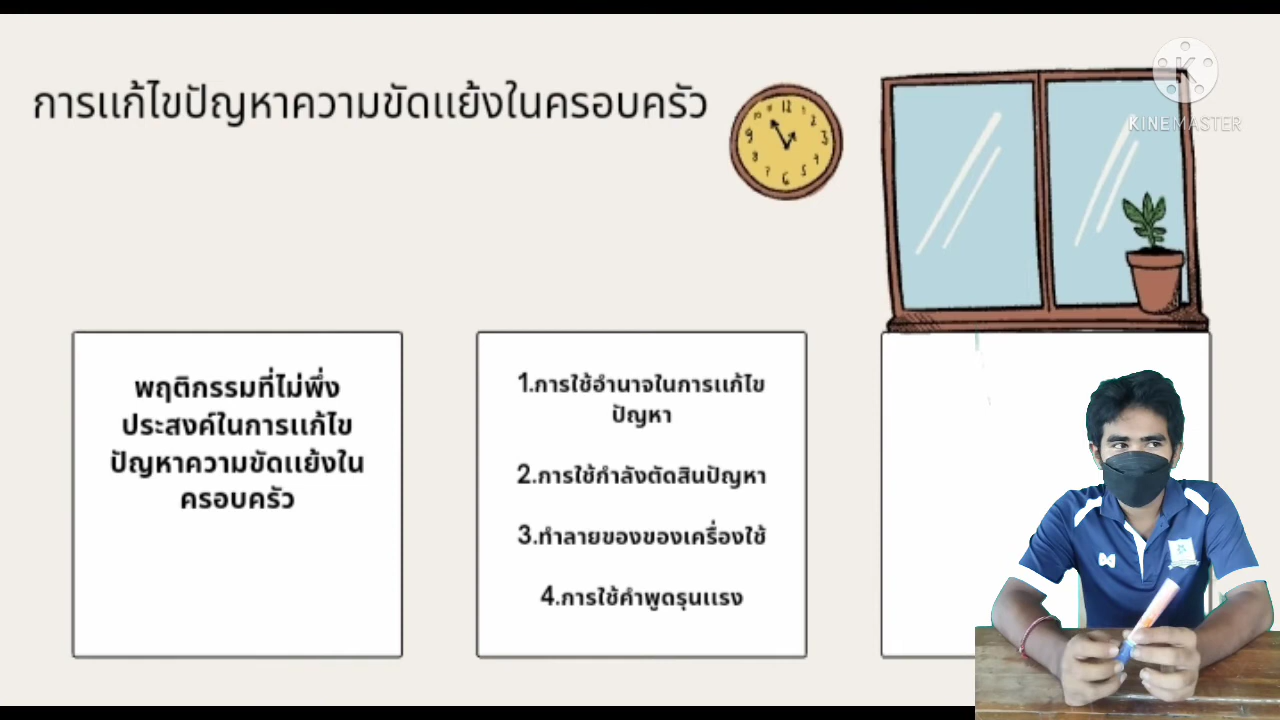 การแก้ไขปัญหาความขัดแย้งในครอบครัว
KINEMASTER
พฤติกรรมที่ไม่พึ่ง
ประสงค์ในการแก้ไข
ปัญหาความขัดแย้งใน
ครอบครัว
1.การใช้อำนาจในการแก้ไข
ปัญหา
2.การใช้กำลังตัดสินปัญหา
3.ทำลายของของเครื่องใช้
4.การใช้คำพูดรุนแรง